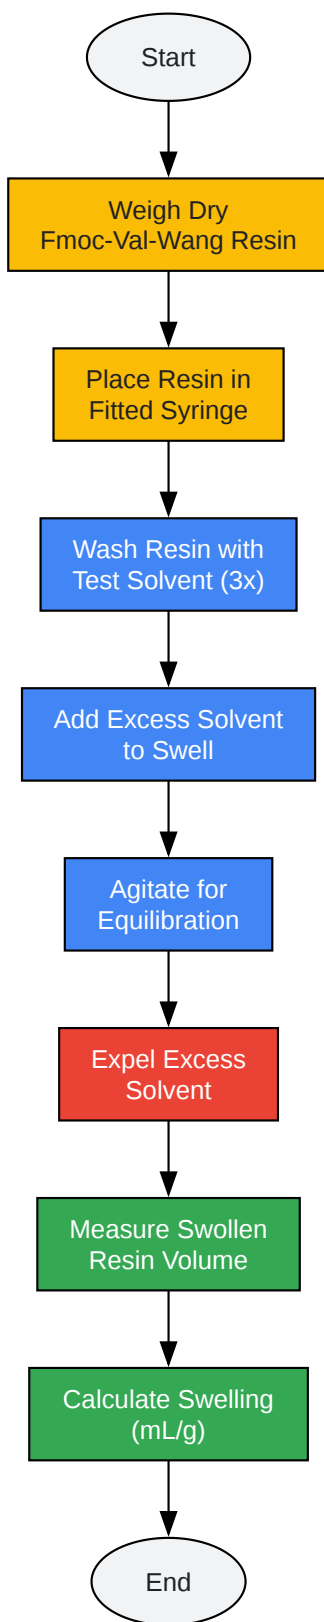 Start
Weigh Dry
Fmoc-Val-Wang Resin
Place Resin in
Fitted Syringe
Wash Resin with
Test Solvent (3x)
Add Excess Solvent
to Swell
Agitate for
Equilibration
Expel Excess
Solvent
Measure Swollen
Resin Volume
Calculate Swelling
(mL/g)
End